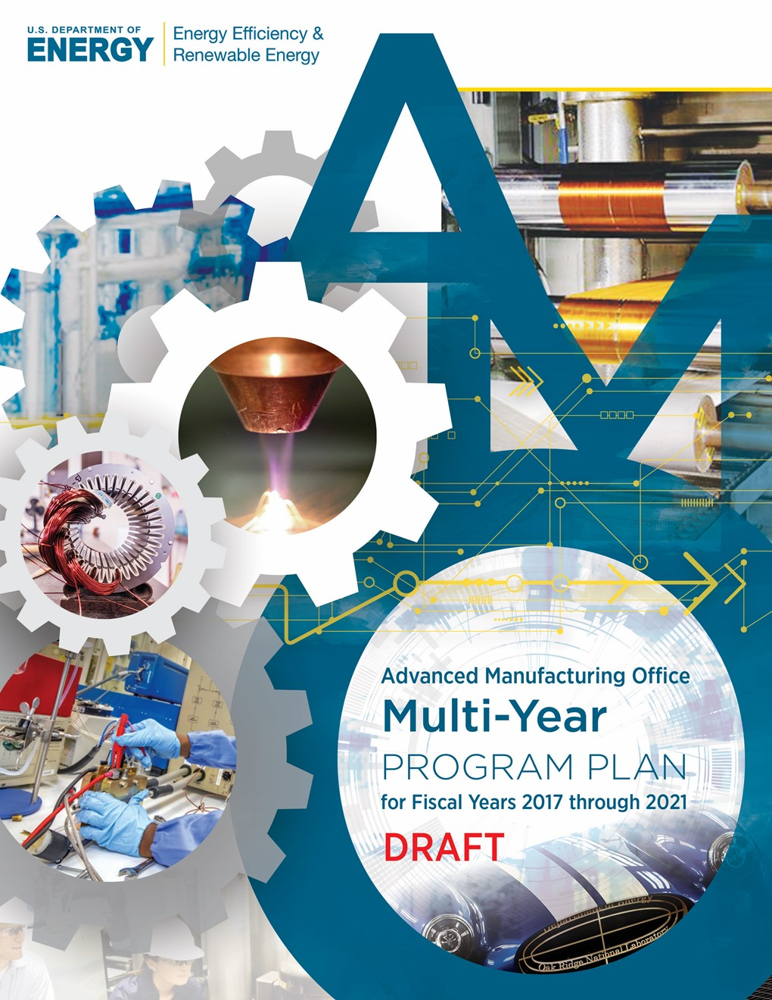 U.S. DEPARTMENT OF
ENERGY
Energy Efficiency &
Renewable Energy
AM
Advanced Manufacturing Office
Multi-Year
PROGRAM PLAN
for Fiscal Years 2017 through 2021
DRAFT
Department of Energy
Oak Ridge National Laboratory